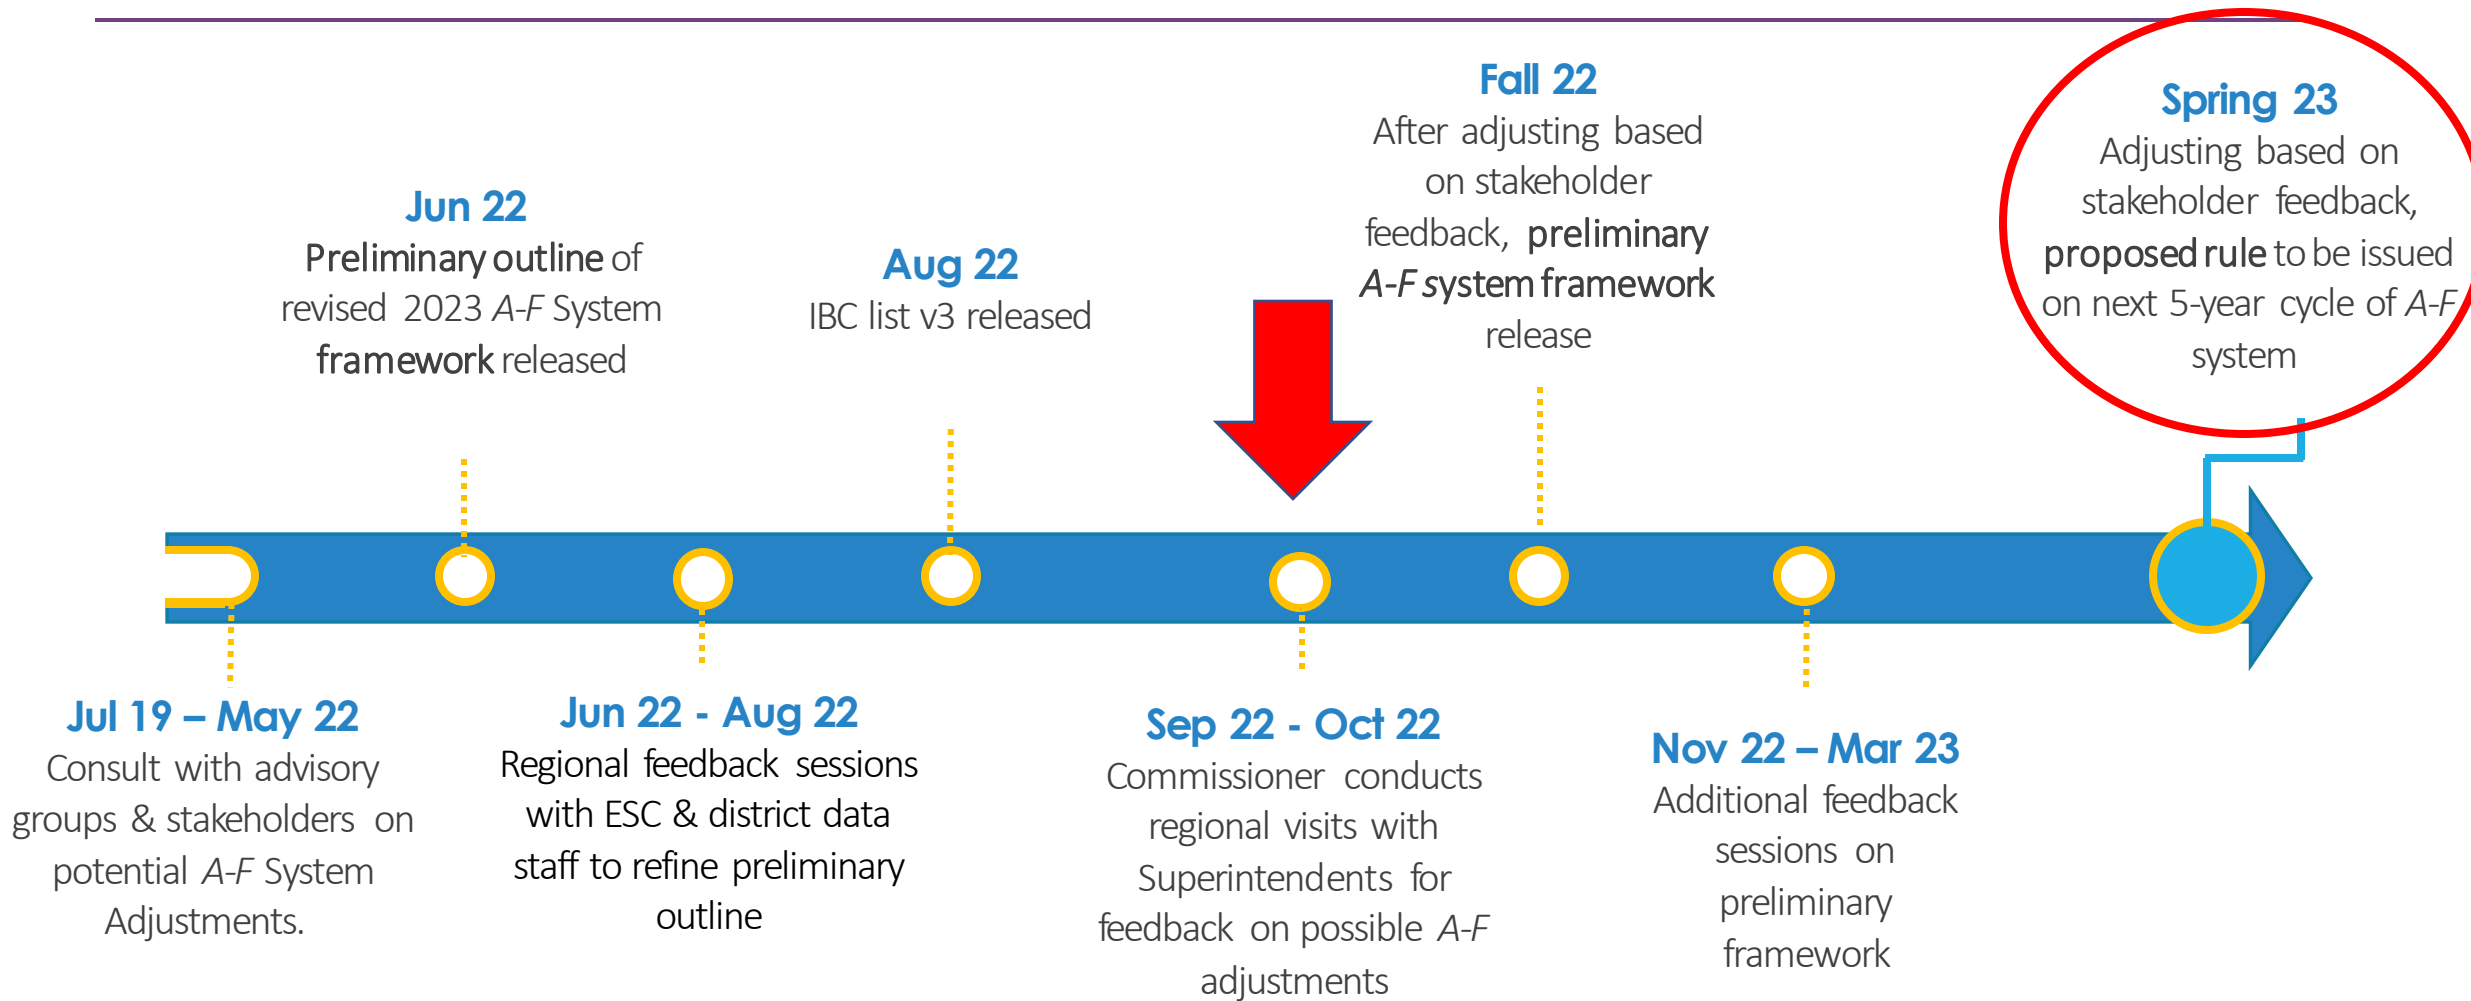 Jun 22
Preliminary outline of
revised 2023 A-F System
framework released
Aug 22
IBC list v3 released
Fall 22
After adjusting based
on stakeholder
feedback, preliminary
A-F system framework
release
Spring 23
Adjusting based on
stakeholder feedback,
proposed rule to be issued
on next 5-year cycle of A-F
system
Jul 19 – May 22
Consult with advisory
groups & stakeholders on
potential A-F System
Adjustments.
Jun 22 - Aug 22
Regional feedback sessions
with ESC & district data
staff to refine preliminary
outline
Sep 22 - Oct 22
Commissioner conducts
regional visits with
Superintendents for
feedback on possible A-F
adjustments
Nov 22 – Mar 23
Additional feedback
sessions on
preliminary
framework